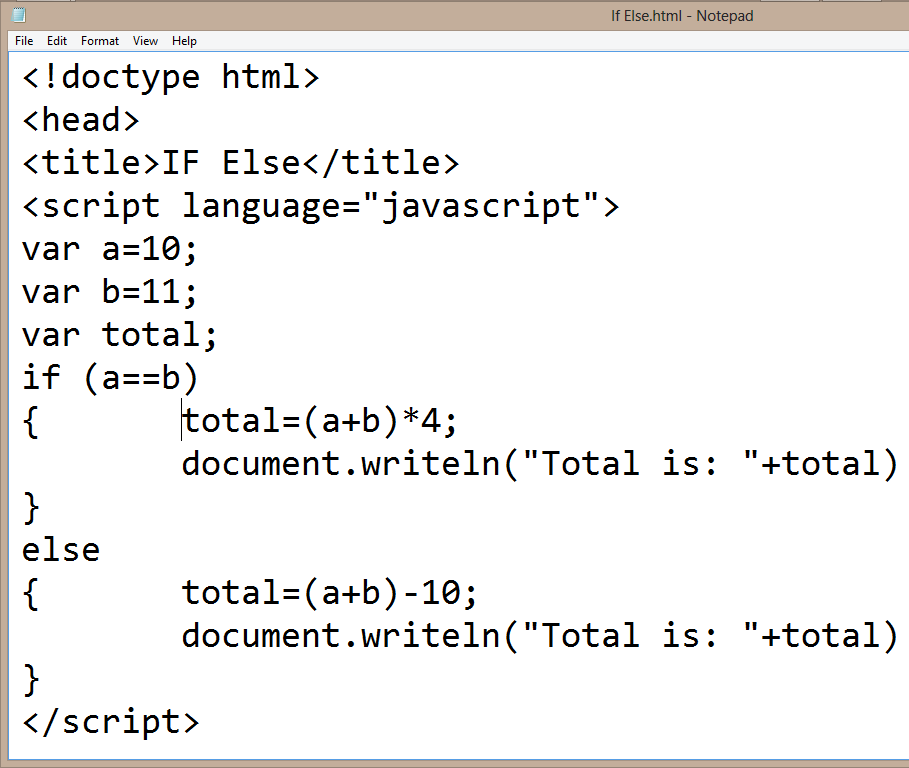 If Else.html - Notepad
File Edit Format View Help
<!doctype html>
<head>
<title>IF Else</title>
<script language="javascript">
var a=10;
var b=11;
var total;
if (a==b)
{ total=(a+b)*4;
document.writeln("Total is: "+total)
}
else
{ total=(a+b)-10;
document.writeln("Total is: "+total)
}
</script>